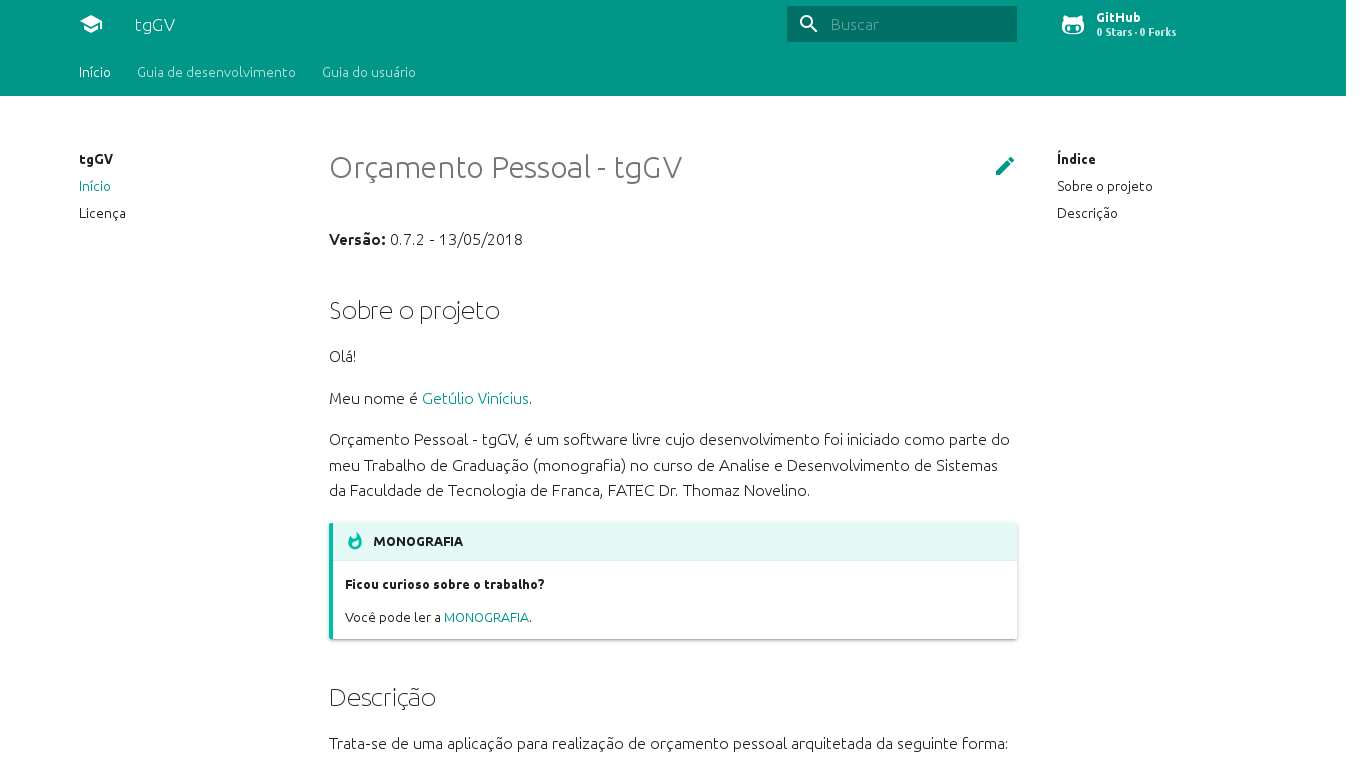 tgGV
Buscar
GitHub
0 Stars · 0 Forks
Início
Guia de desenvolvimento
Guia do usuário
tgGV
Início
Licença
Orçamento Pessoal - tgGV
Versão: 0.7.2 - 13/05/2018
Sobre o projeto
Olá!
Meu nome é Getúlio Vinícius.
Orçamento Pessoal - tgGV, é um software livre cujo desenvolvimento foi iniciado como parte do
meu Trabalho de Graduação (monografia) no curso de Analise e Desenvolvimento de Sistemas
da Faculdade de Tecnologia de Franca, FATEC Dr. Thomaz Novelino.
MONOGRAFIA
Ficou curioso sobre o trabalho?
Você pode ler a MONOGRAFIA.
Descrição
Trata-se de uma aplicação para realização de orçamento pessoal arquitetada da seguinte forma:
Índice
Sobre o projeto
Descrição